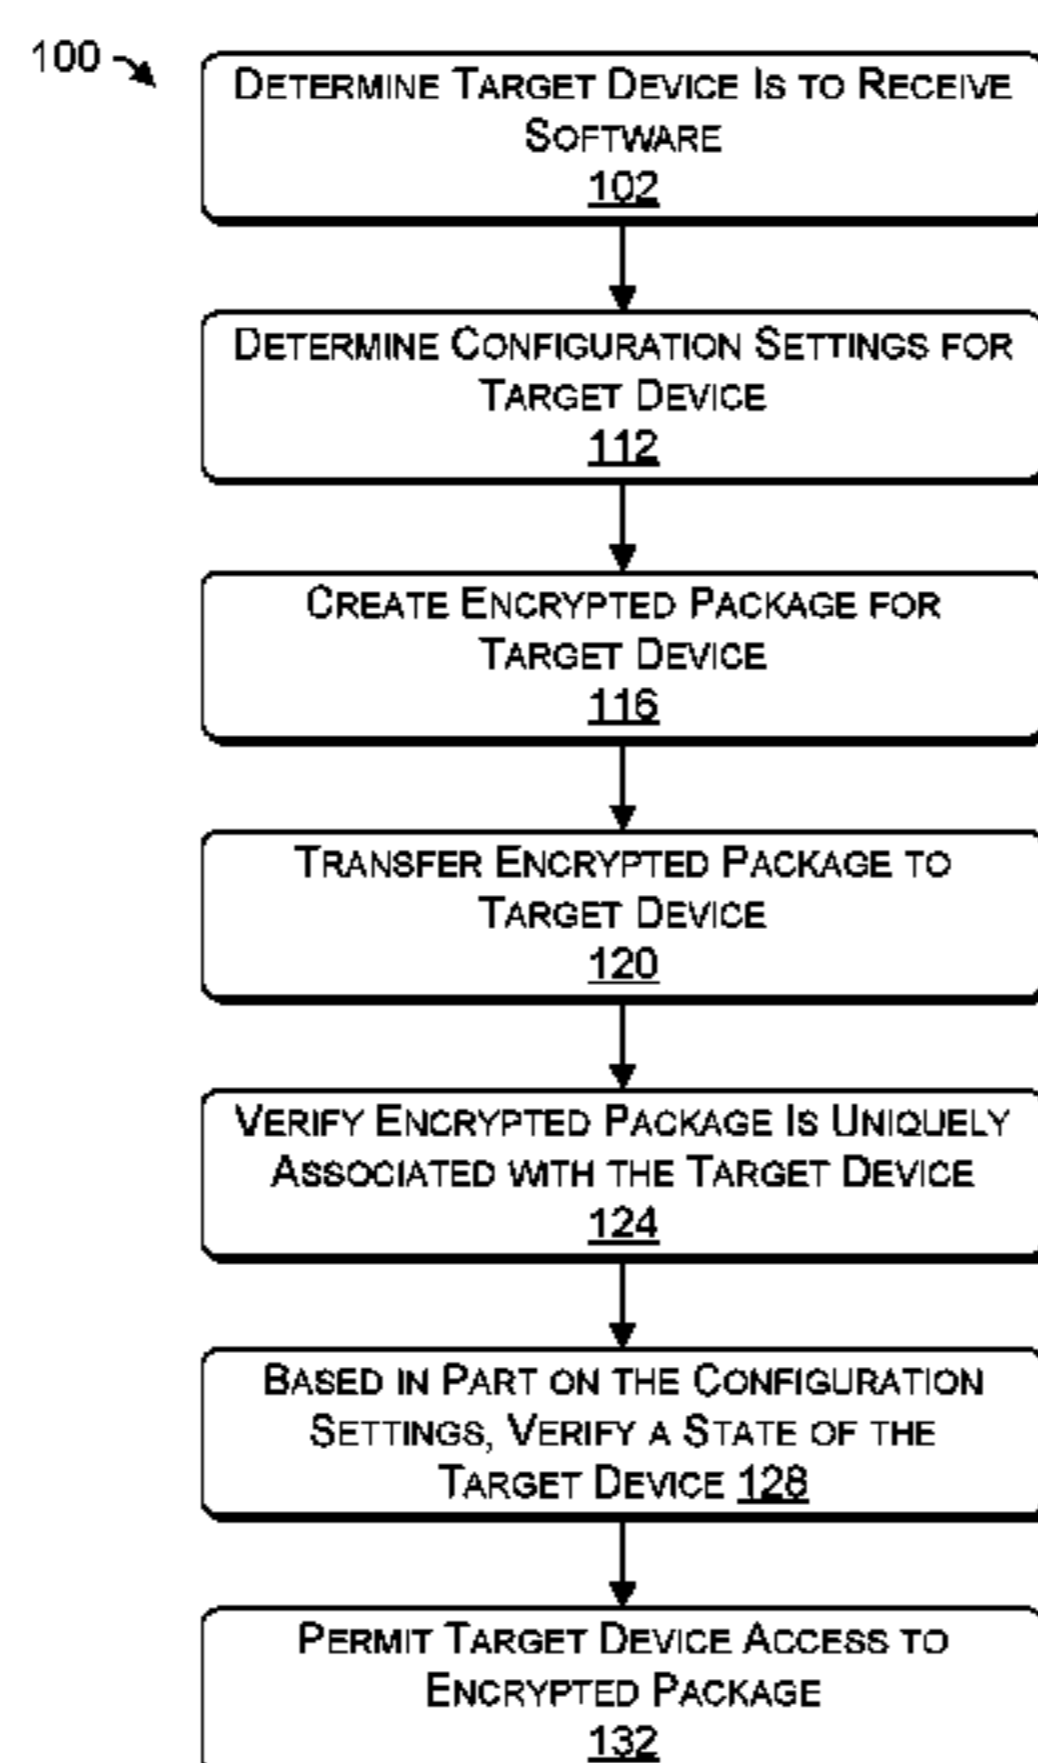 100
DETERMINE TARGET DEVICE IS TO RECEIVE
SOFTWARE
102
DETERMINE CONFIGURATION SETTINGS FOR
TARGET DEVICE
112
CREATE ENCRYPTED PACKAGE FOR
TARGET DEVICE
116
TRANSFER ENCRYPTED PACKAGE TO
TARGET DEVICE
120
VERIFY ENCRYPTED PACKAGE IS UNIQUELY
ASSOCIATED WITH THE TARGET DEVICE
124
BASED IN PART ON THE CONFIGURATION
SETTINGS, VERIFY A STATE OF THE
TARGET DEVICE 128
PERMIT TARGET DEVICE ACCESS TO
ENCRYPTED PACKAGE
132